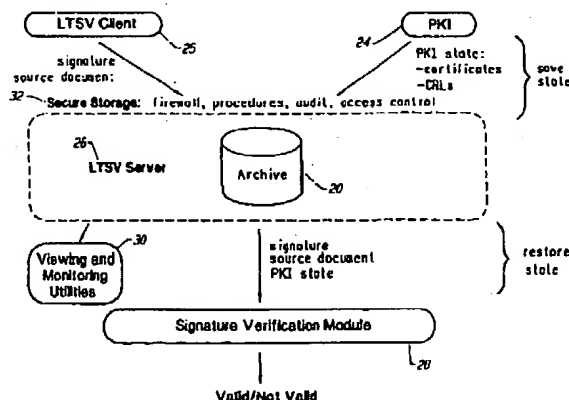 LTSV Client
25
PKI
24
signature
source document:
PKI state:
-certificates
-CRLs
save
state
32
Secure Storage: firewall, procedures, audit, access control
26
LTSV Server
Archive
20
30
Viewing and
Monitoring
Utilities
signature
source document
PKI state
restore
state
Signature Verification Module
28
Valid/Not Valid